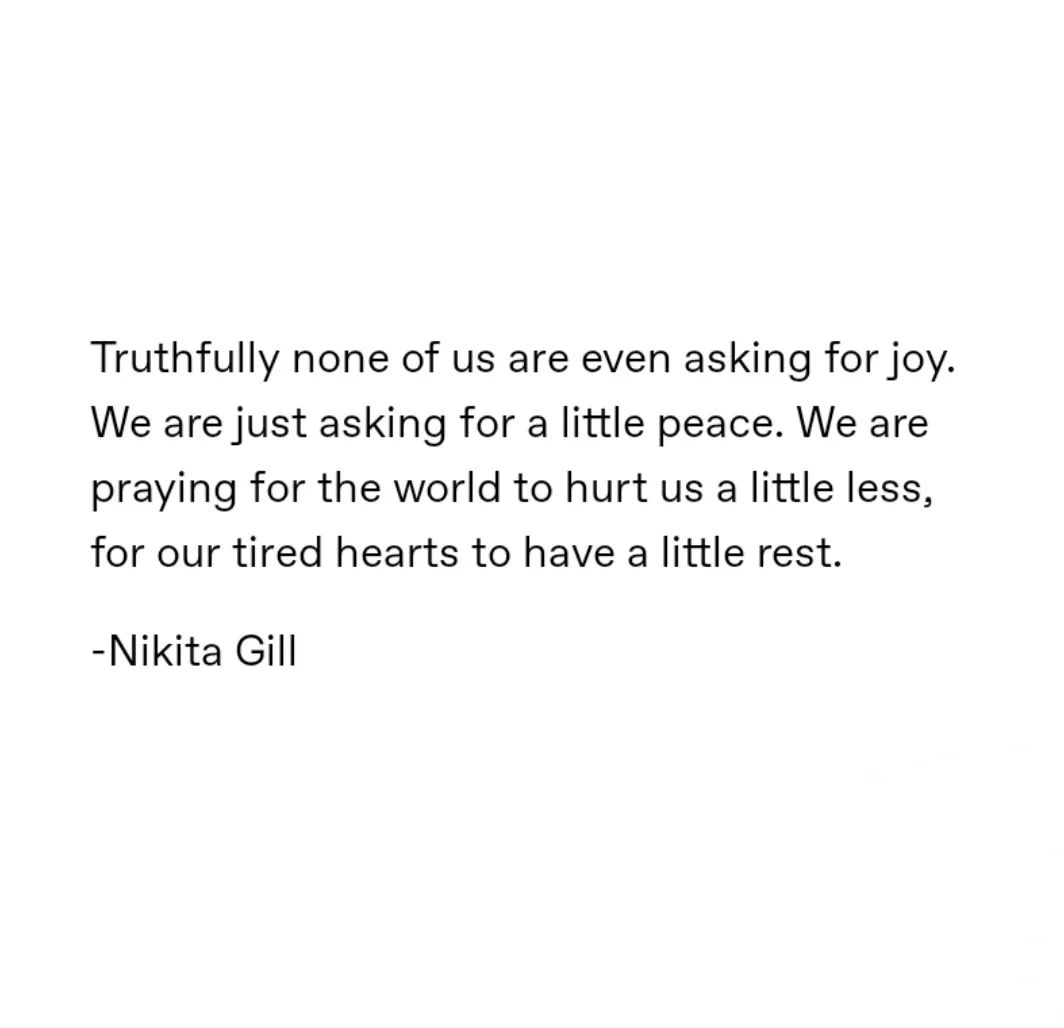 Truthfully none of us are even asking for joy.
We are just asking for a little peace. We are
praying for the world to hurt us a little less,
for our tired hearts to have a little rest.
-Nikita Gill